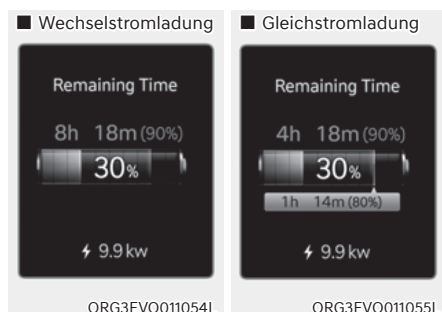 ■ Wechselstromladung
Remaining Time
8h 18m (90%)
30%
9.9 kw
ORG3EVQ011054L
■ Gleichstromladung
Remaining Time
4h 18m (90%)
30%
1h 14m (80%)
9.9 kw
ORG3EVQ011055L